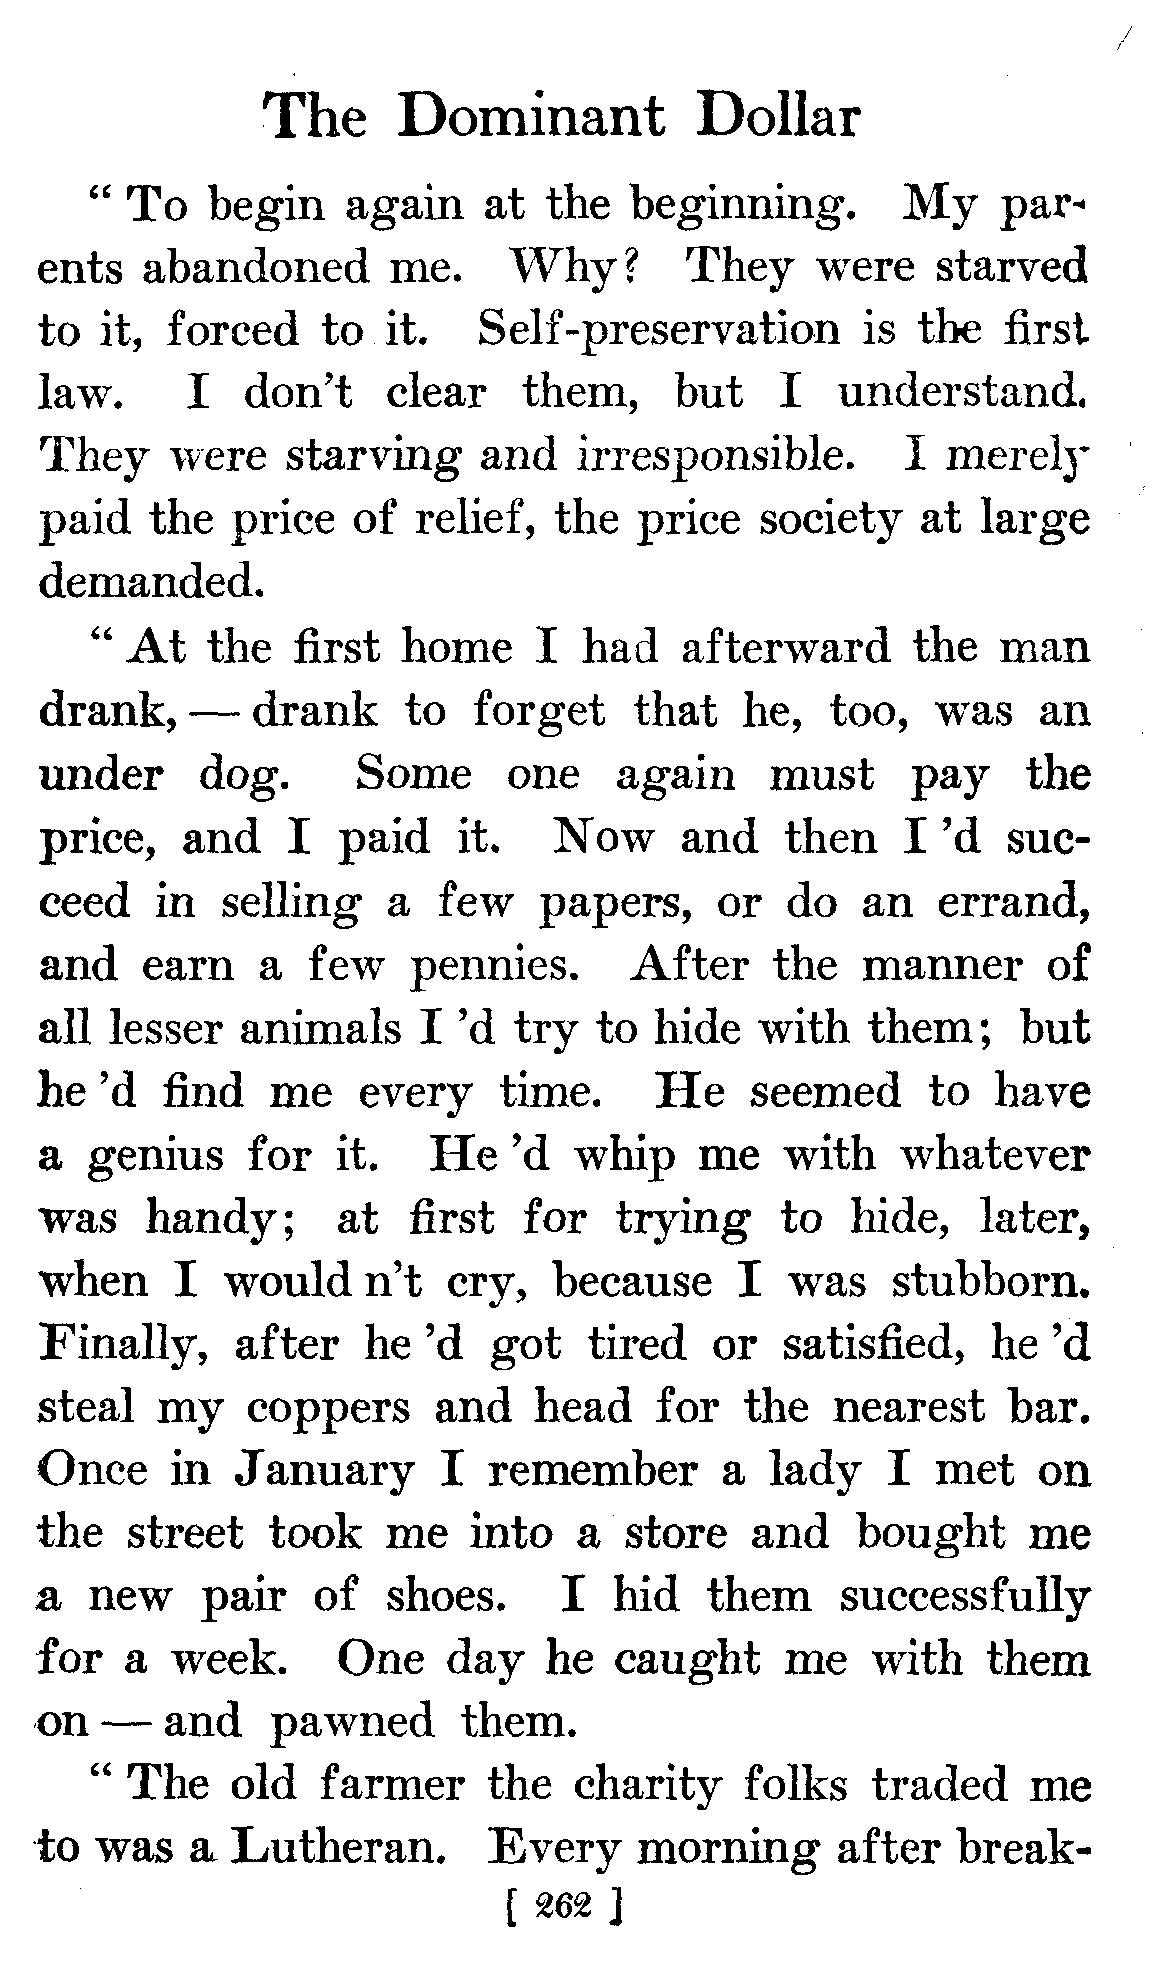 The Dominant Dollar
“ To begin again at the beginning. My par-
ents abandoned me. Why? They were starved
to it, forced to it. Self-preservation is the first
law. I don't clear them, but I understand.
They were starving and irresponsible. I merely
paid the price of relief, the price society at large
demanded.
“ At the first home I had afterward the man
drank, — drank to forget that he, too, was an
under dog. Some one again must pay the
price, and I paid it. Now and then I 'd suc-
ceed in selling a few papers, or do an errand,
and earn a few pennies. After the manner of
all lesser animals I 'd try to hide with them; but
he 'd find me every time. He seemed to have
a genius for it. He 'd whip me with whatever
was handy; at first for trying to hide, later,
when I would n't cry, because I was stubborn.
Finally, after he 'd got tired or satisfied, he 'd
steal my coppers and head for the nearest bar.
Once in January I remember a lady I met on
the street took me into a store and bought me
a new pair of shoes. I hid them successfully
for a week. One day he caught me with them
on — and pawned them.
“ The old farmer the charity folks traded me
to was a Lutheran. Every morning after break-
[ 262 ]